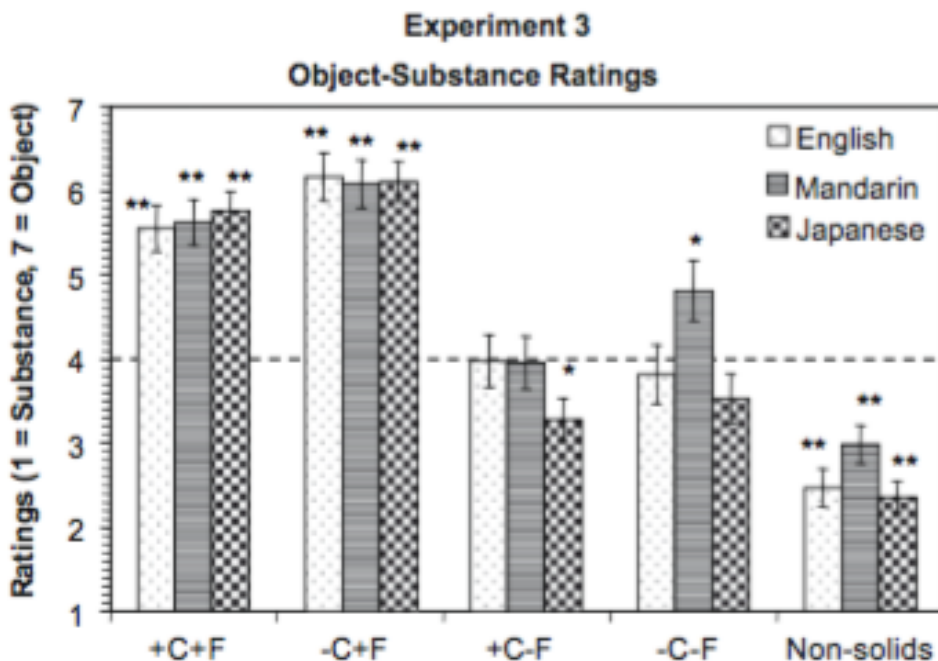 Experiment 3
Object-Substance Ratings
Ratings (1 = Substance, 7 = Object)
7
6
5
4
3
2
1
English
Mandarin
Japanese
** ** **
** ** **
*
*
** ** **
+C+F -C+F +C-F -C-F Non-solids